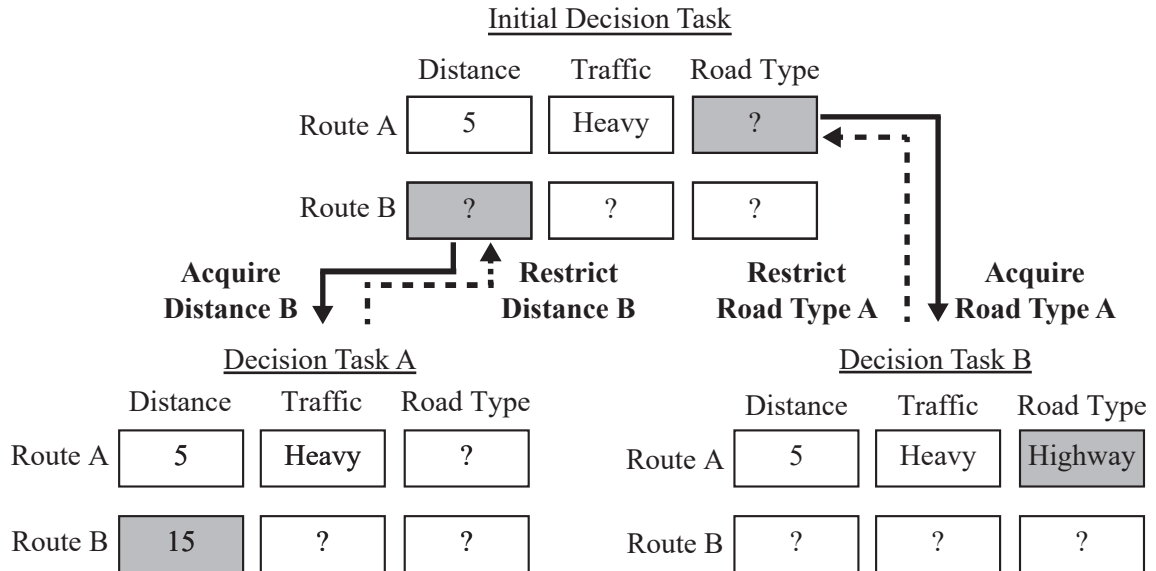 Initial Decision Task
Distance Traffic Road Type
Route A 5 Heavy ?
Route B ? ? ?
Acquire Distance B
Restrict Distance B
Restrict Road Type A
Acquire Road Type A
Decision Task A
Distance Traffic Road Type
Route A 5 Heavy ?
Route B 15 ? ?
Decision Task B
Distance Traffic Road Type
Route A 5 Heavy Highway
Route B ? ? ?